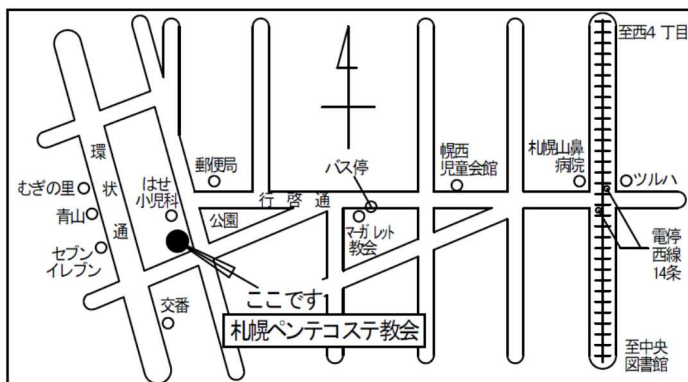 至西4丁目
環状通
むぎの里
青山
セブン
イレブン
はせ
小児科
郵便局
公園
行啓通
バス停
マーガレット
教会
幌西
児童会館
札幌山鼻
病院
ツルハ
電停
西線
14条
ここです
札幌ペンテコステ教会
交番
至中央
図書館